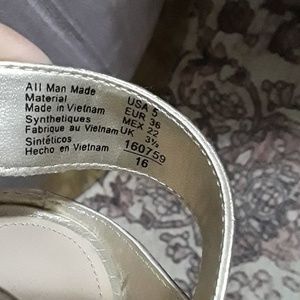 All Man Made
Material
Made in Vietnam
Synthetiques
Fabrique au Vietnam
Sintéticos
Hecho en Vietnam
USA 5
EUR 36
MEX 22
UK 3½
160759
16